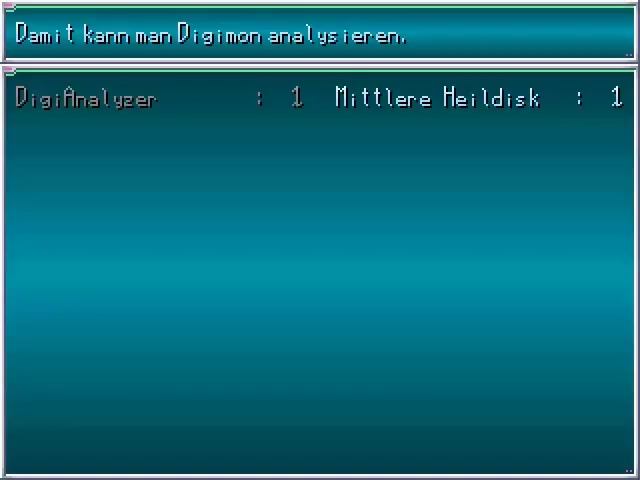 Damit kann man Digimon analysieren.
DigiAnalyzer : 1 Mittlere Heildisk : 1